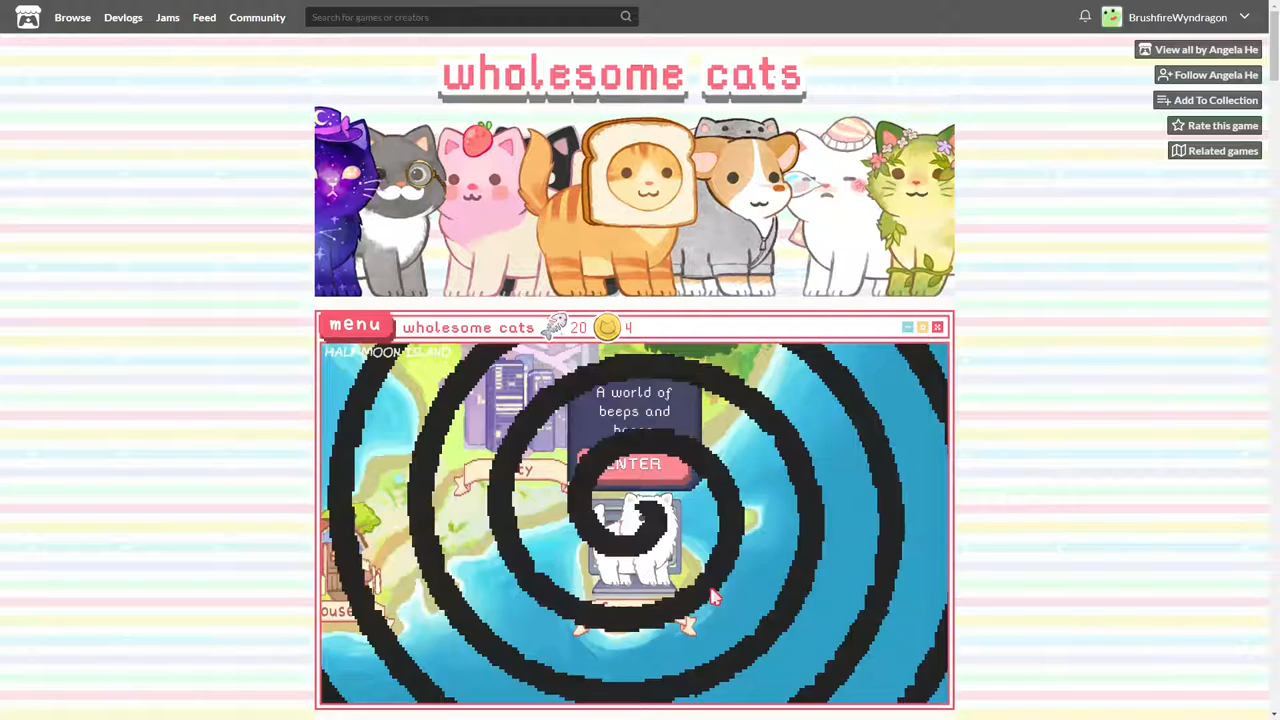 Browse Devlogs Jams Feed Community Search for games or creators BrushfireWyndragon
View all by Angela He
Follow Angela He
Add To Collection
Rate this game
Related games
wholesome cats
menu wholesome cats 20 4
HALF MOON ISLAND
A world of
beeps and
ENTER